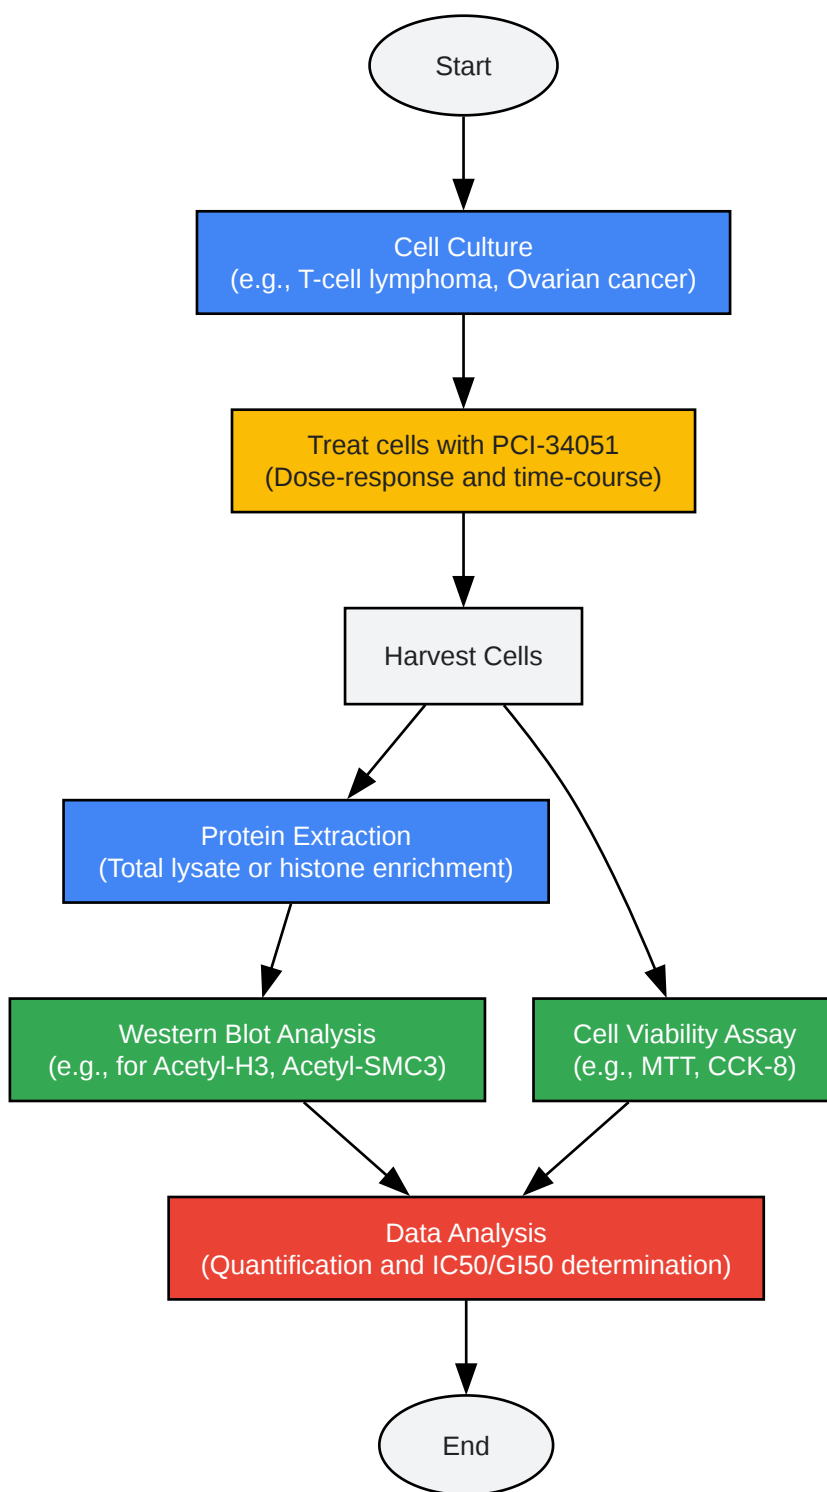 Start
Cell Culture
(e.g., T-cell lymphoma, Ovarian cancer)
Treat cells with PCI-34051
(Dose-response and time-course)
Harvest Cells
Protein Extraction
(Total lysate or histone enrichment)
Western Blot Analysis
(e.g., for Acetyl-H3, Acetyl-SMC3)
Cell Viability Assay
(e.g., MTT, CCK-8)
Data Analysis
(Quantification and IC50/GI50 determination)
End